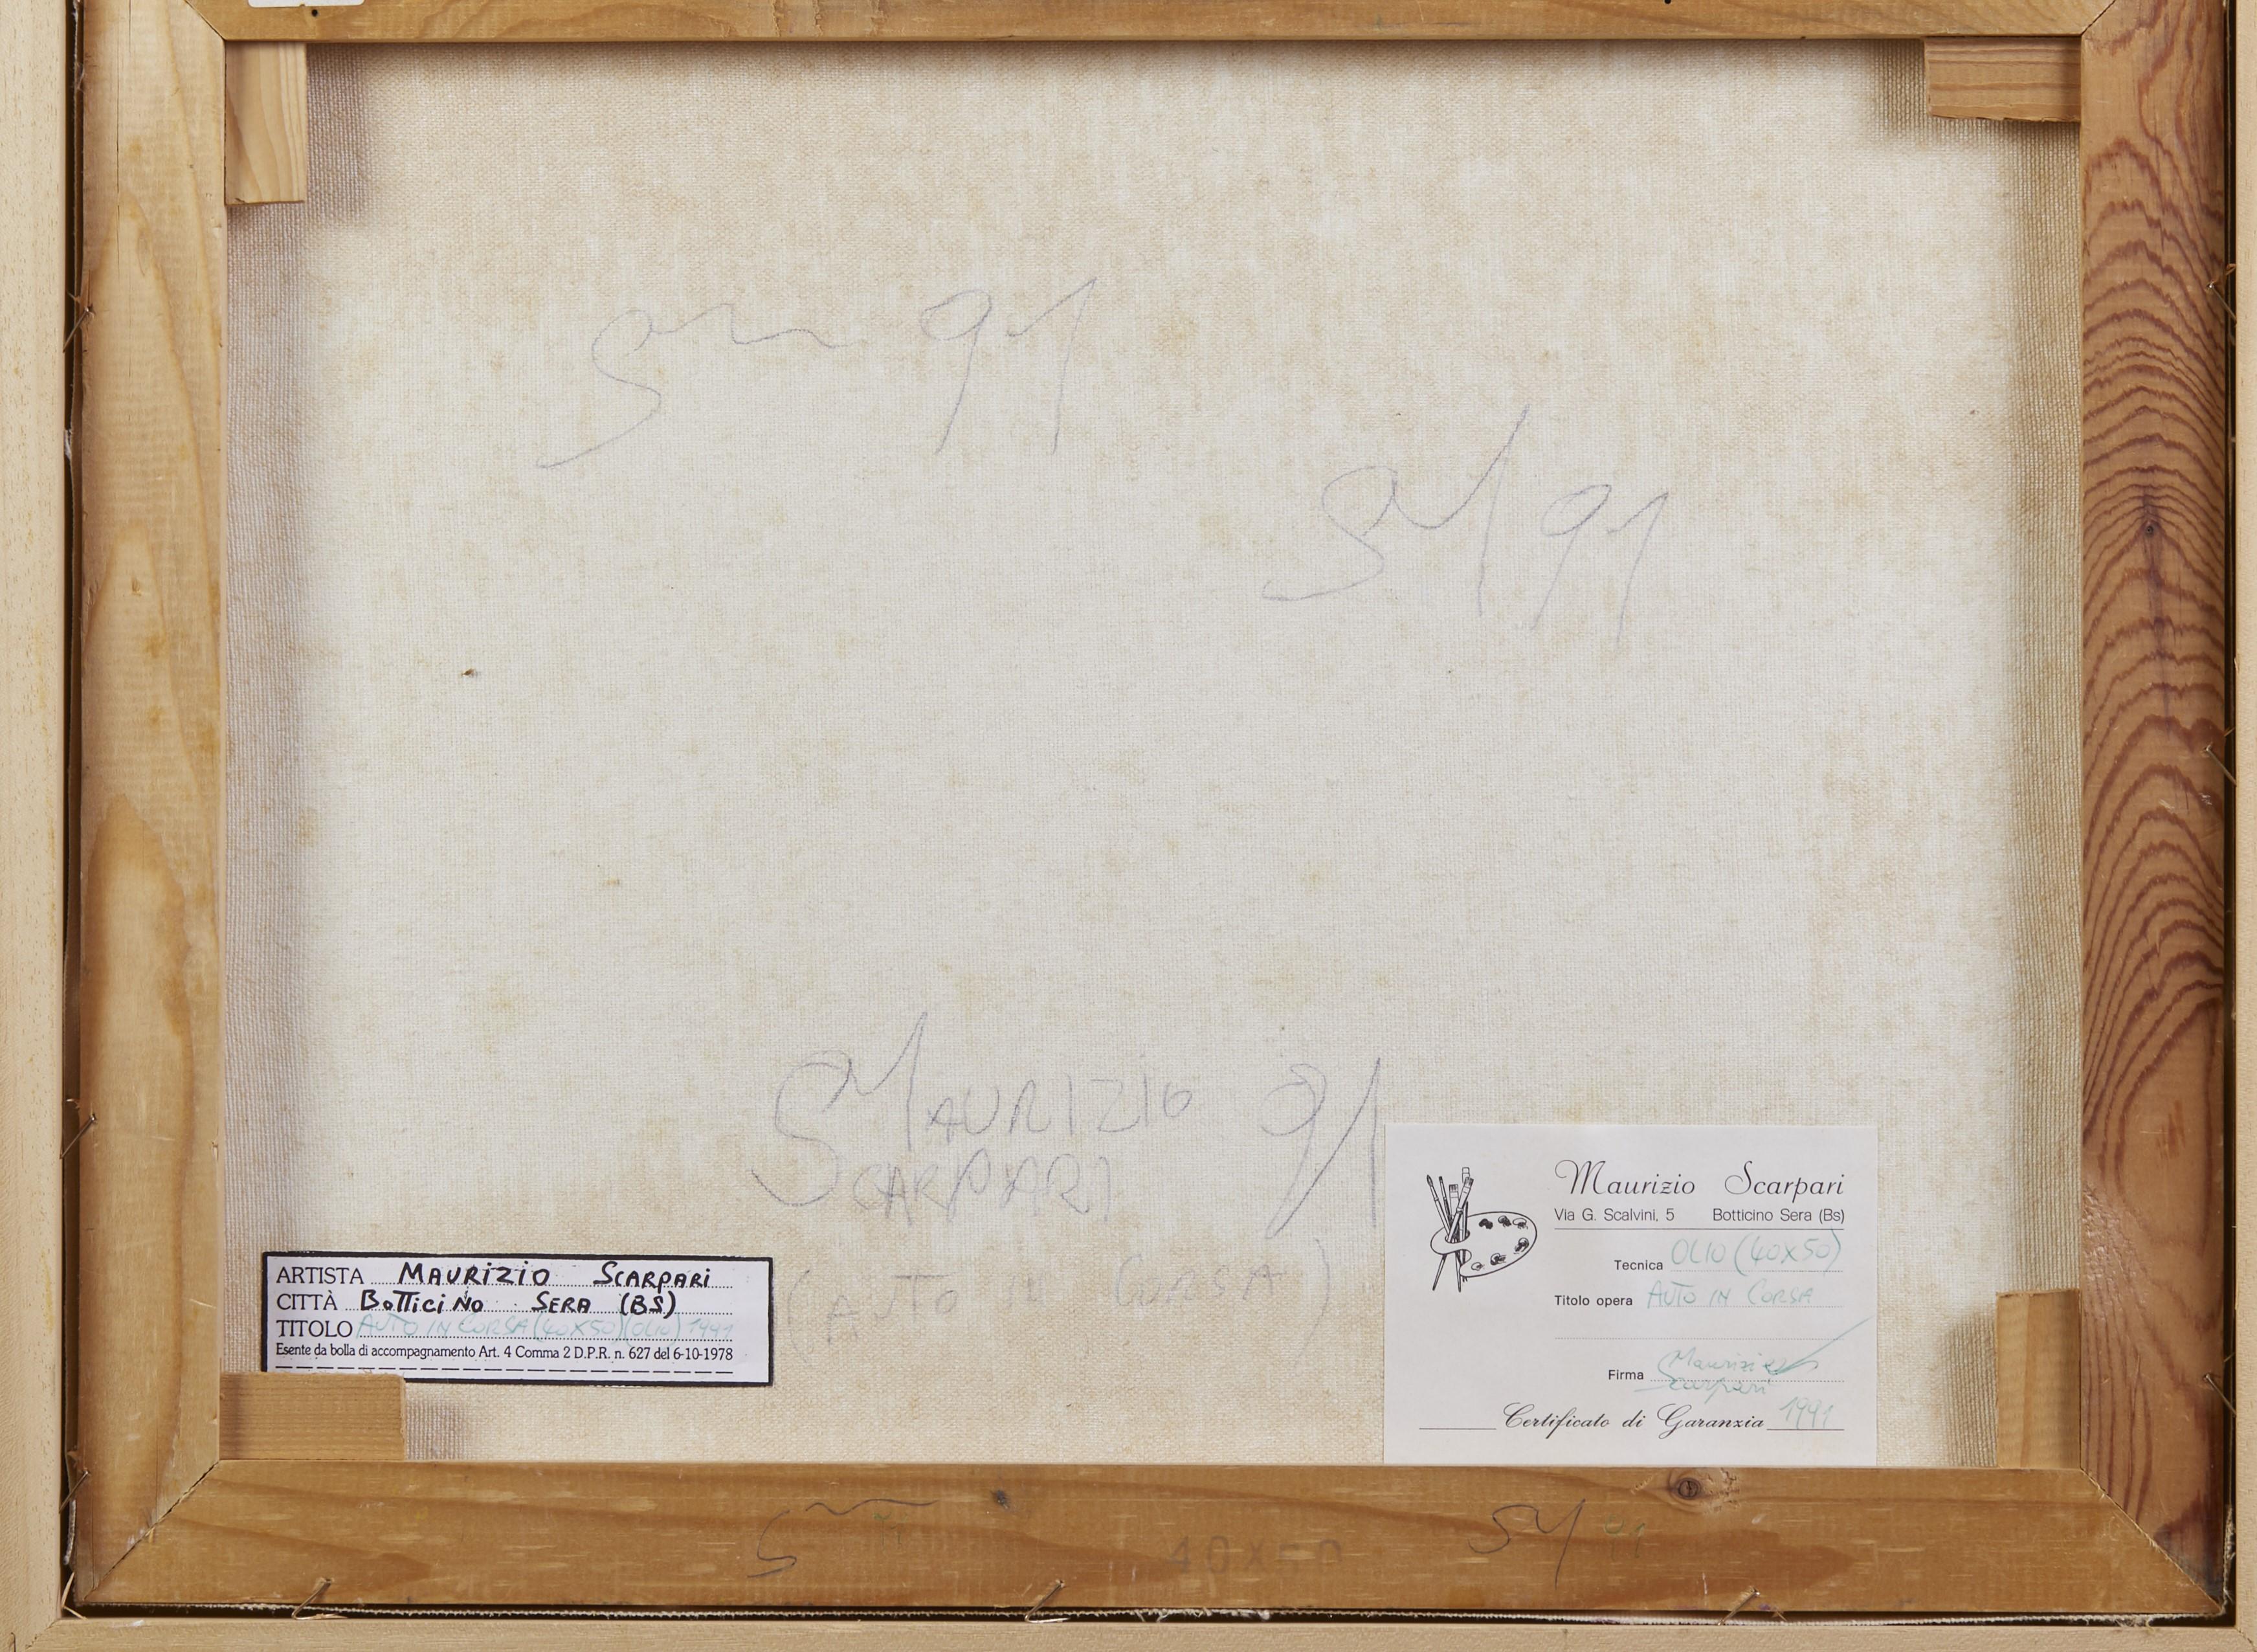 91
91
MAURIZIO 91
SCARPARI
(AUTO IN CORSA)
ARTISTA MAURIZIO SCARPARI
CITTÀ BOTTICINO SERA (BS)
TITOLO AUTO IN CORSA (40X50) (OLIO) 1991
Esente da bolla di accompagnamento Art. 4 Comma 2 D.P.R. n. 627 del 6-10-1978
Maurizio Scarpari
Via G. Scalvini, 5 Botticino Sera (Bs)
Tecnica OLIO (40X50)
Titolo opera AUTO IN CORSA
Firma Maurizio
Scarpari
Certificato di Garanzia 1991
91
40X50
91